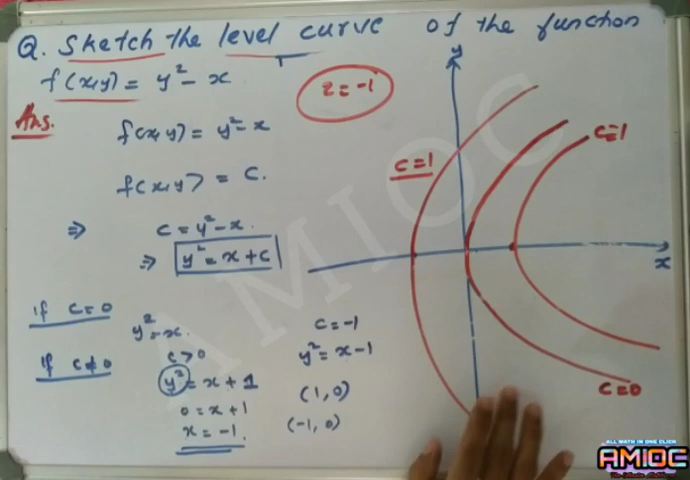 Q. Sketch the level curve of the function
f(x,y) = y² - x
z = -1
Ans.
f(x,y) = y² - x
f(x,y) = C.
⇒ C = y² - x.
⇒ y² = x + C
if C = 0
y² = x.
if C ≠ 0
C > 0
y² = x + 1
0 = x + 1
x = -1.
C = -1
y² = x - 1
(1, 0)
(-1, 0)
y
C = 1
C = 1
x
C = 0
AMIOC
ALL MATH IN ONE CLICK
AMIOC